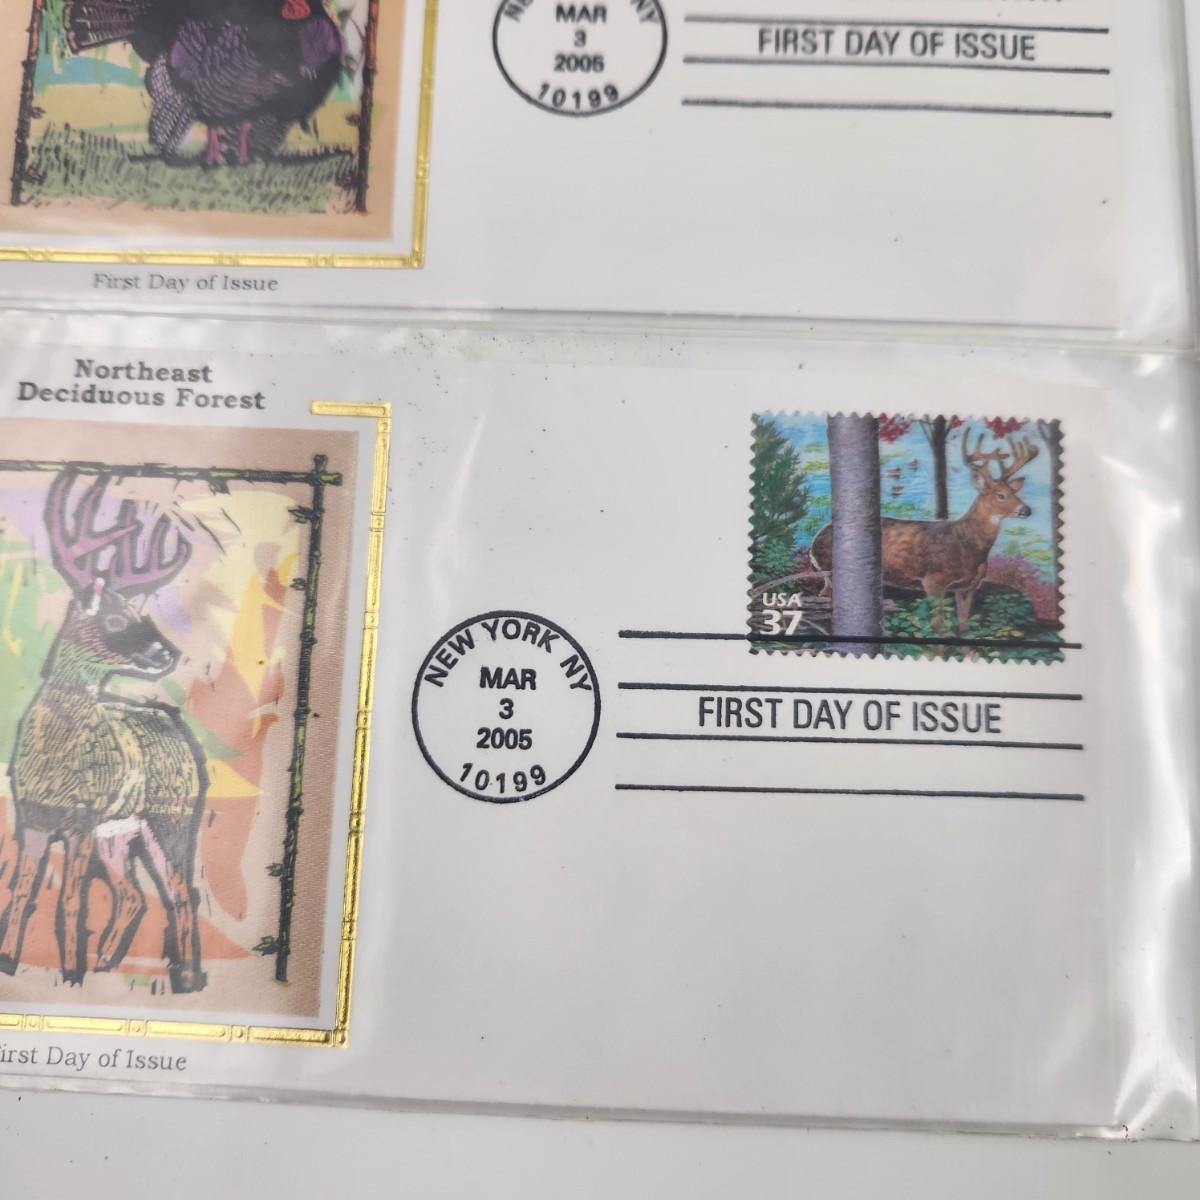 MAR
3
2005
10199
FIRST DAY OF ISSUE
First Day of Issue
Northeast
Deciduous Forest
USA
37
NEW YORK NY
MAR
3
2005
10199
FIRST DAY OF ISSUE
First Day of Issue